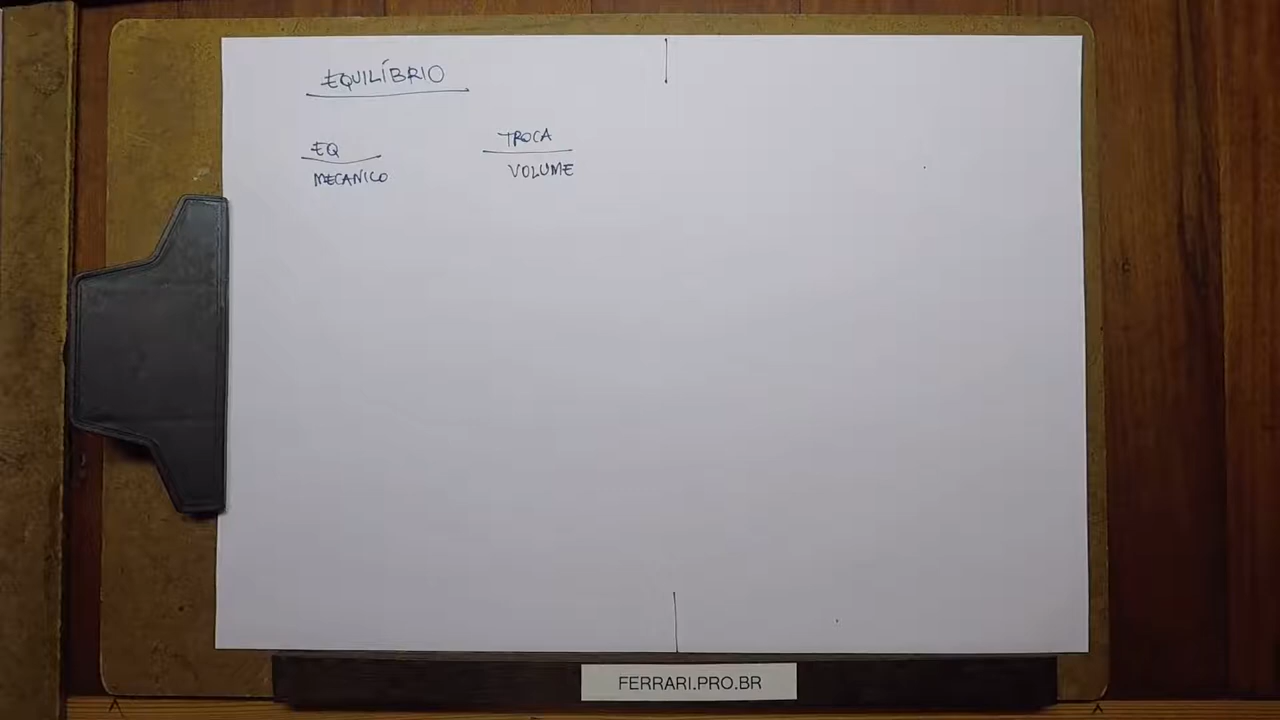 EQUILÍBRIO
EQ
MECANICO
TROCA
VOLUME
FERRARI.PRO.BR